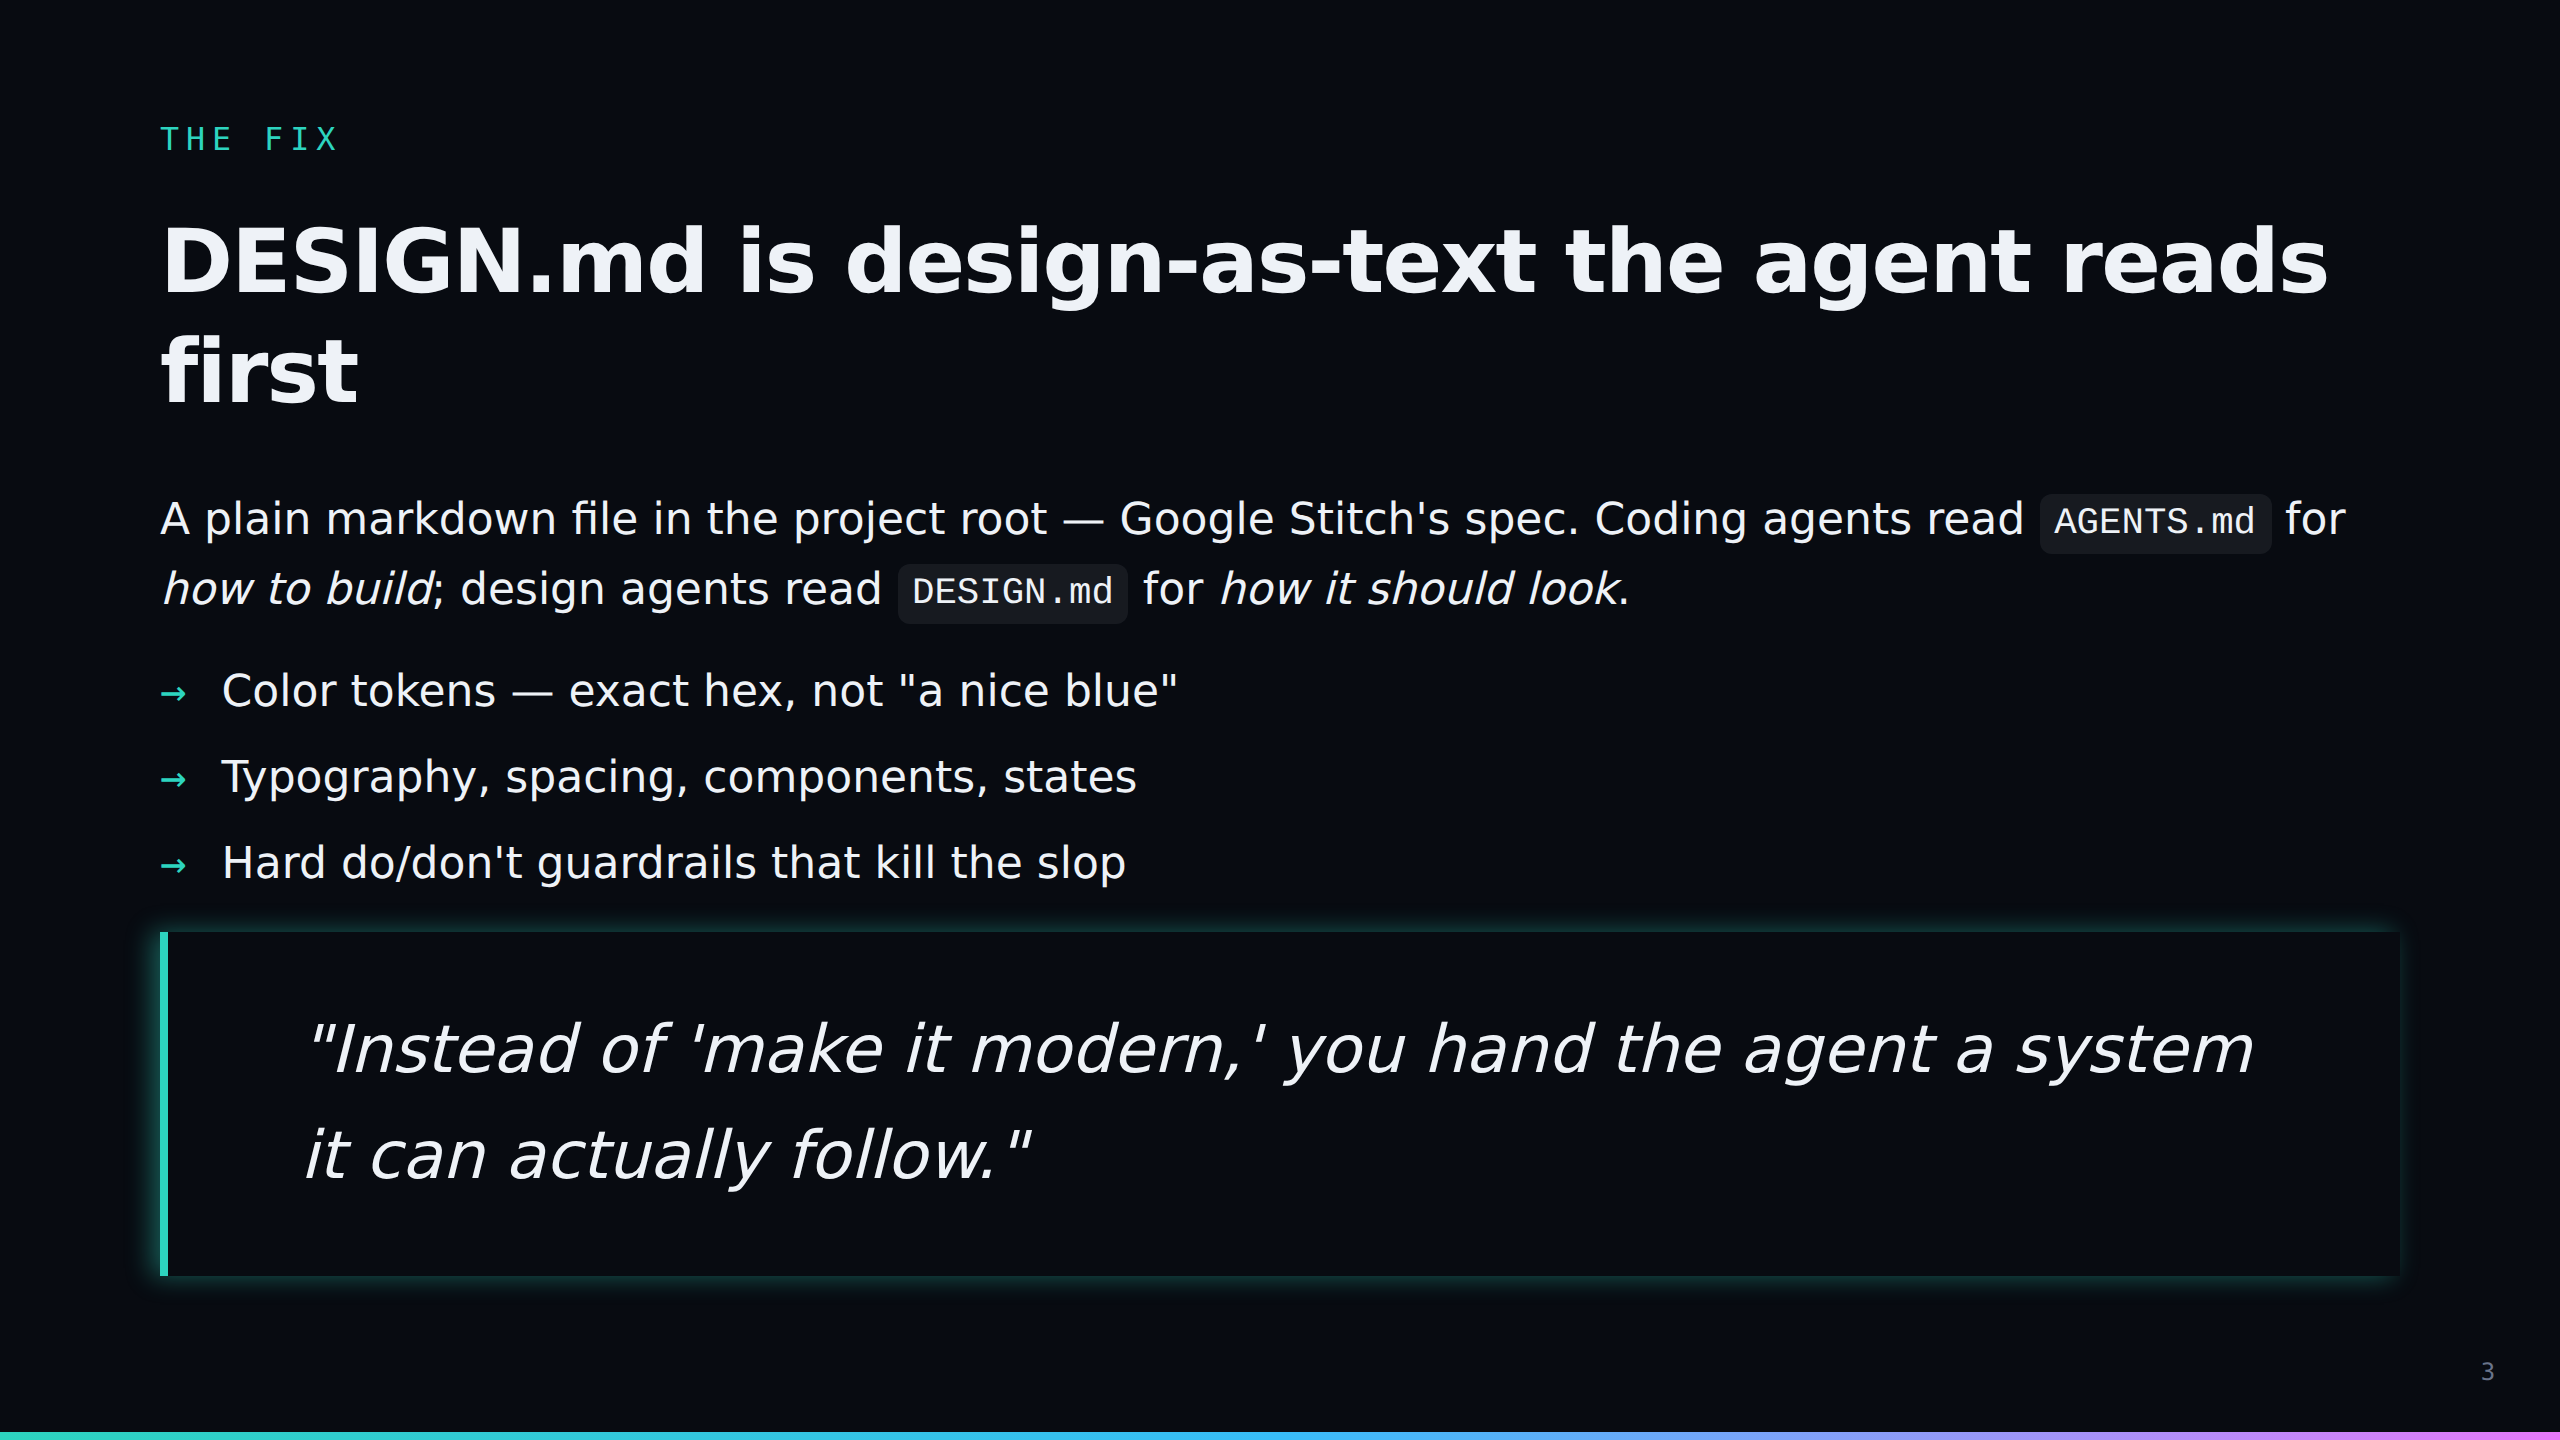 THE FIX
DESIGN.md is design-as-text the agent reads
first
A plain markdown file in the project root — Google Stitch's spec. Coding agents read AGENTS.md for
how to build; design agents read DESIGN.md for how it should look.
→ Color tokens — exact hex, not "a nice blue"
→ Typography, spacing, components, states
→ Hard do/don't guardrails that kill the slop
"Instead of 'make it modern,' you hand the agent a system
it can actually follow."
3